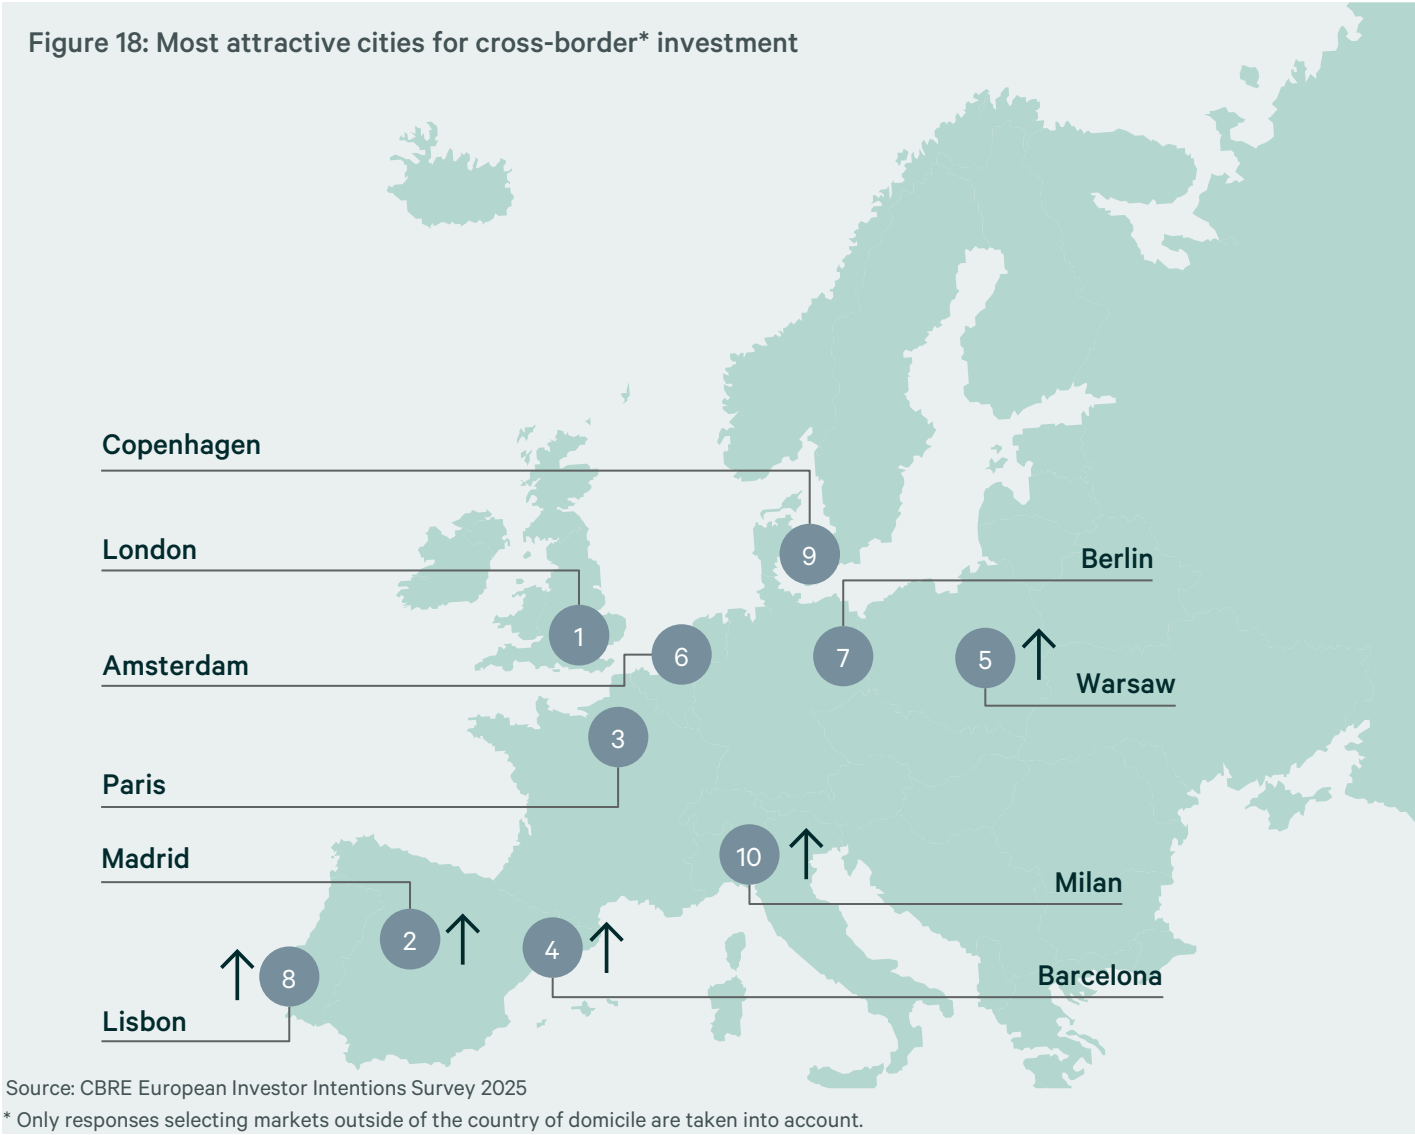 Figure 18: Most attractive cities for cross-border* investment
Copenhagen
London
Berlin
9
1
Amsterdam
6
7
5
Warsaw
3
Paris
10
Madrid
Milan
2
4
8
Barcelona
Lisbon
Source: CBRE European Investor Intentions Survey 2025
* Only responses selecting markets outside of the country of domicile are taken into account.